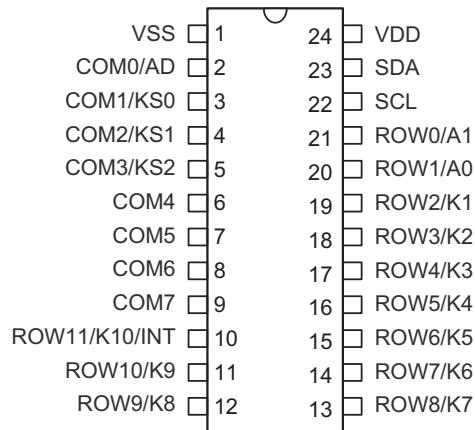 VSS 1 24 VDD
COM0/AD 2 23 SDA
COM1/KS0 3 22 SCL
COM2/KS1 4 21 ROW0/A1
COM3/KS2 5 20 ROW1/A0
COM4 6 19 ROW2/K1
COM5 7 18 ROW3/K2
COM6 8 17 ROW4/K3
COM7 9 16 ROW5/K4
ROW11/K10/INT 10 15 ROW6/K5
ROW10/K9 11 14 ROW7/K6
ROW9/K8 12 13 ROW8/K7